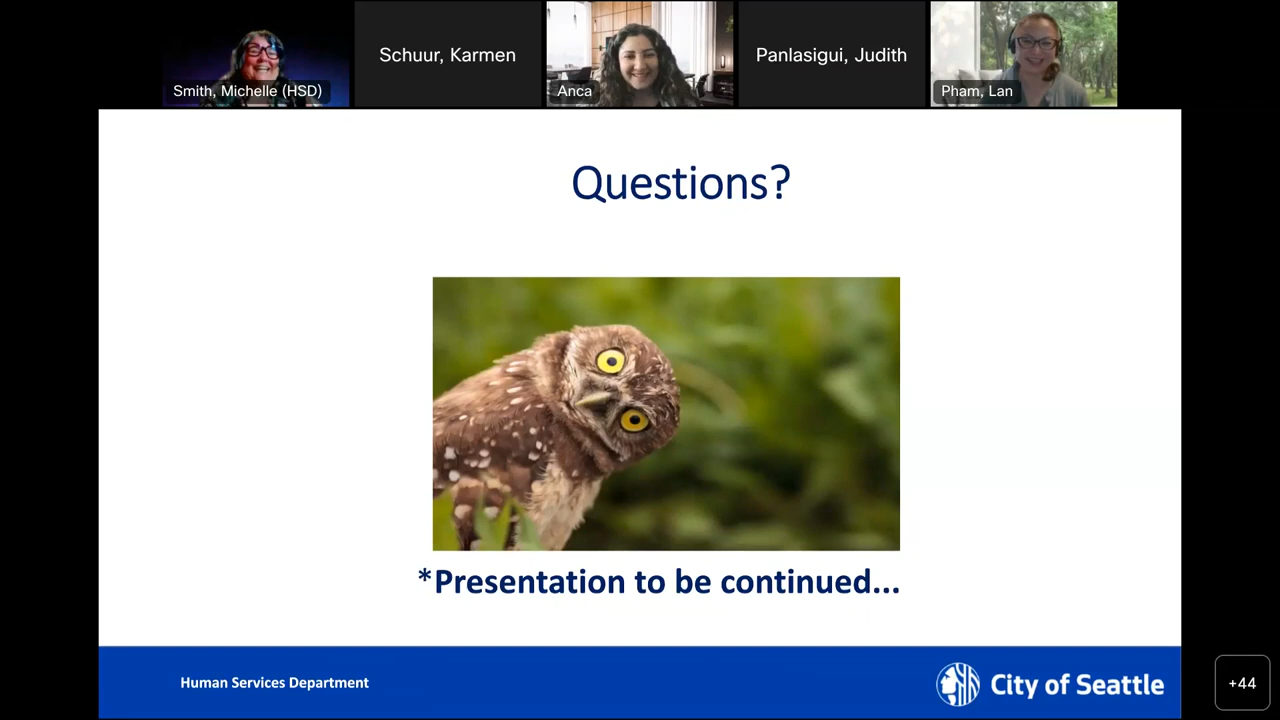 Smith, Michelle (HSD)
Schuur, Karmen
Anca
Panlasigui, Judith
Pham, Lan
Questions?
*Presentation to be continued...
Human Services Department
City of Seattle
+44